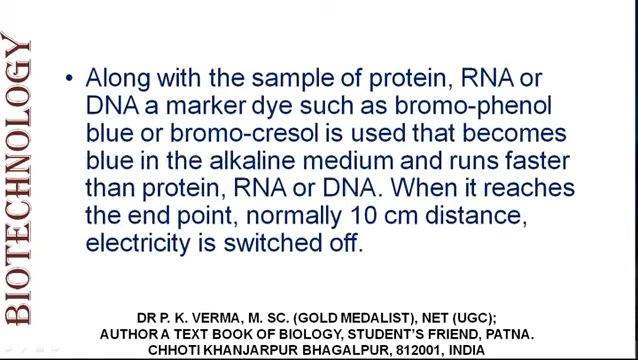 BIOTECHNOLOGY
• Along with the sample of protein, RNA or
DNA a marker dye such as bromo-phenol
blue or bromo-cresol is used that becomes
blue in the alkaline medium and runs faster
than protein, RNA or DNA. When it reaches
the end point, normally 10 cm distance,
electricity is switched off.
DR P. K. VERMA, M. SC. (GOLD MEDALIST), NET (UGC);
AUTHOR A TEXT BOOK OF BIOLOGY, STUDENT'S FRIEND, PATNA.
CHHOTI KHANJARPUR BHAGALPUR, 812001, INDIA